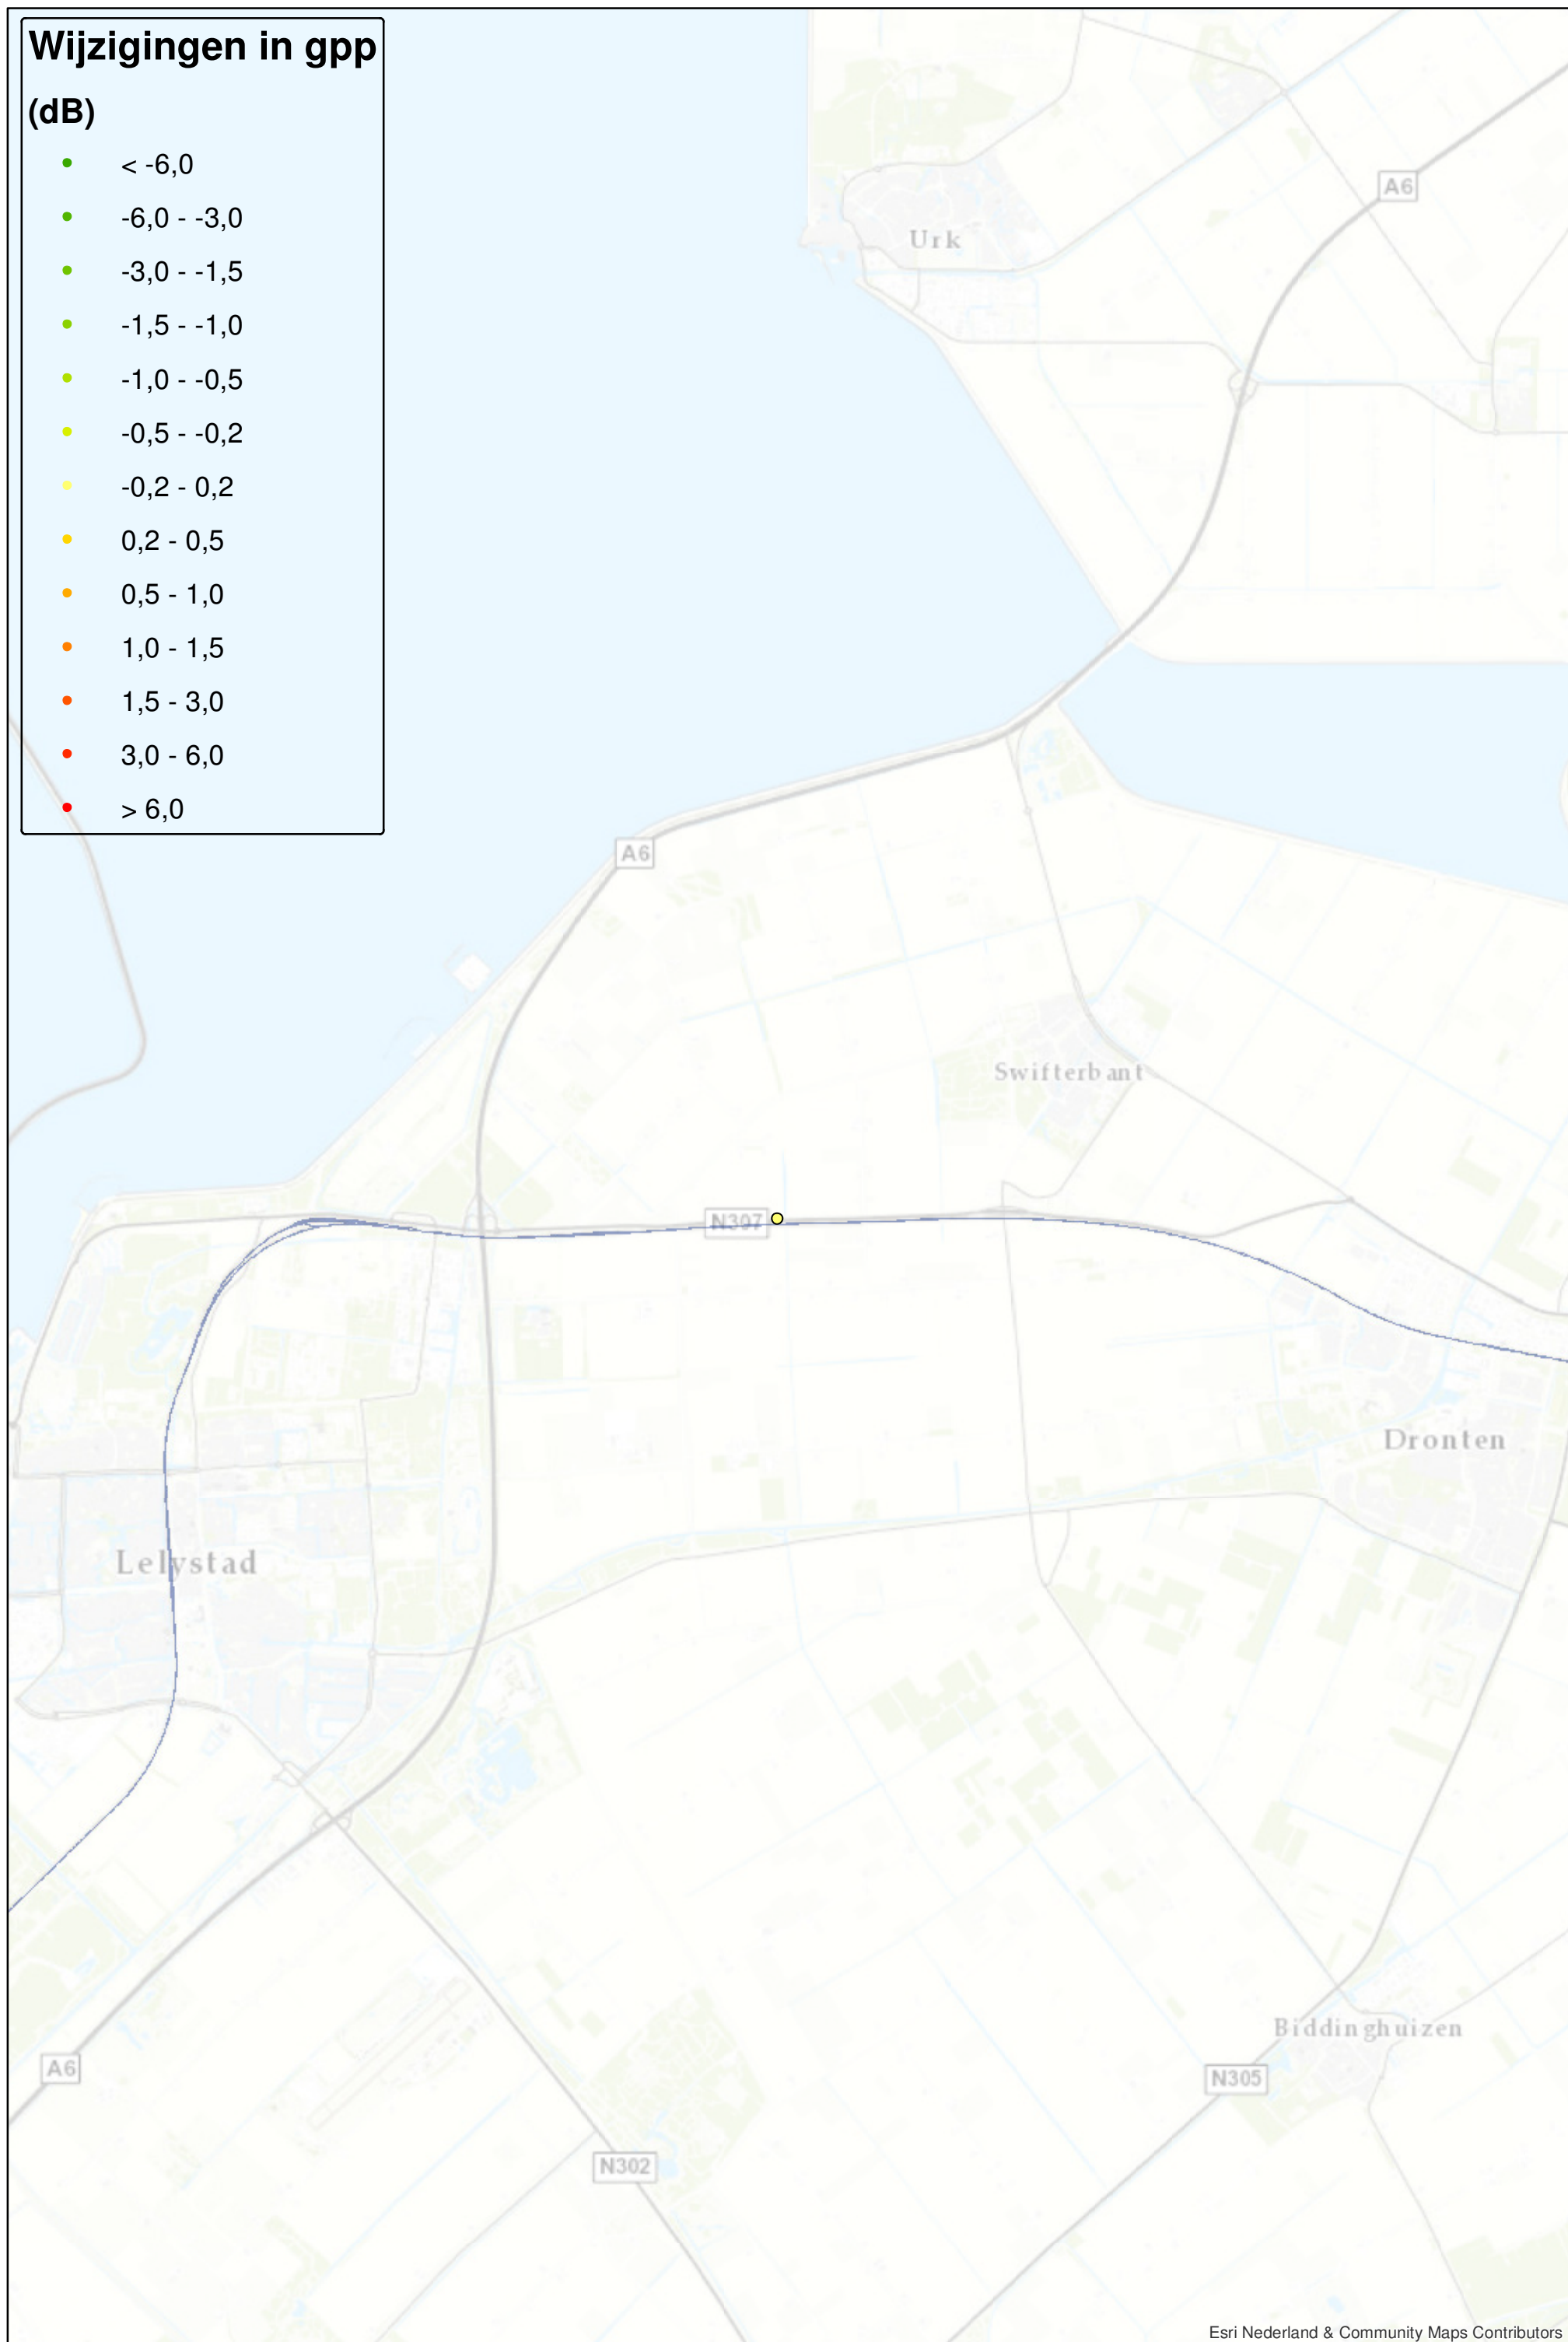 Wijzigingen in gpp
(dB)
< -6,0
-6,0 - -3,0
-3,0 - -1,5
-1,5 - -1,0
-1,0 - -0,5
-0,5 - -0,2
-0,2 - 0,2
0,2 - 0,5
0,5 - 1,0
1,0 - 1,5
1,5 - 3,0
3,0 - 6,0
> 6,0
A6
Urk
A6
Swifterbant
N307
Dronten
Lelystad
Biddinghuizen
A6
N305
N302
Esri Nederland & Community Maps Contributors